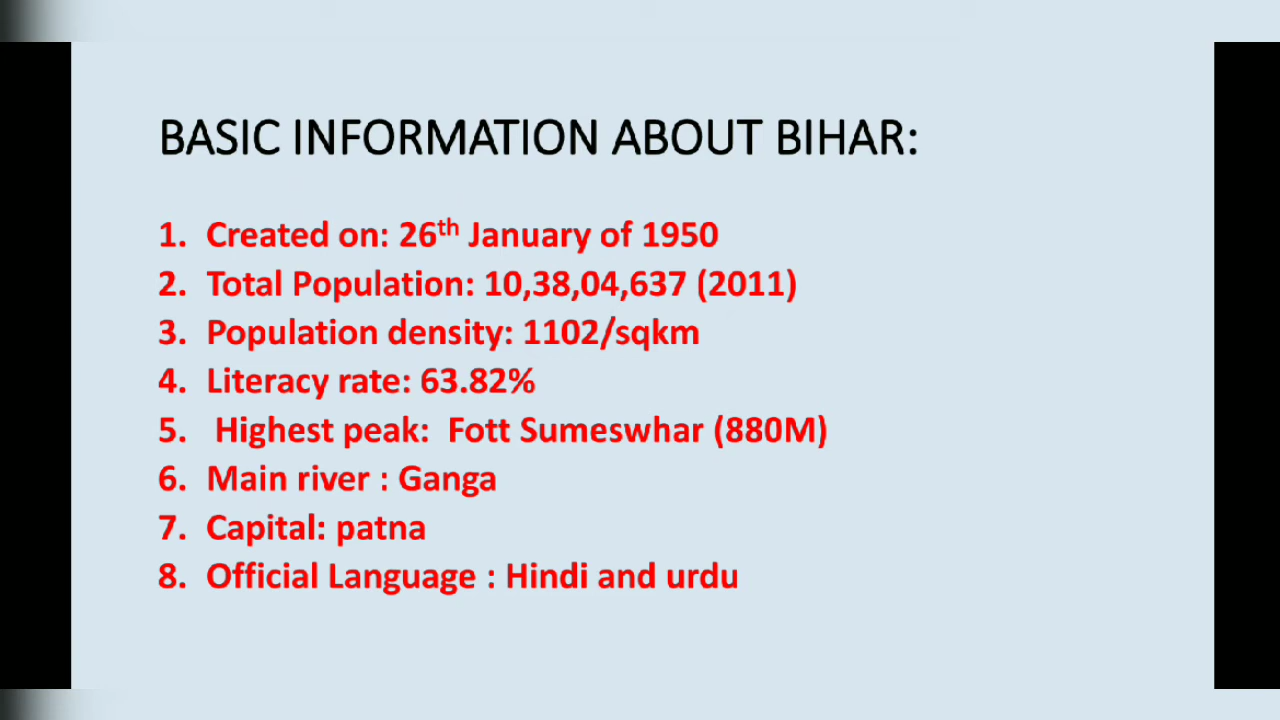 BASIC INFORMATION ABOUT BIHAR:
1. Created on: 26th January of 1950
2. Total Population: 10,38,04,637 (2011)
3. Population density: 1102/sqkm
4. Literacy rate: 63.82%
5. Highest peak: Fott Sumeswhar (880M)
6. Main river : Ganga
7. Capital: patna
8. Official Language : Hindi and urdu